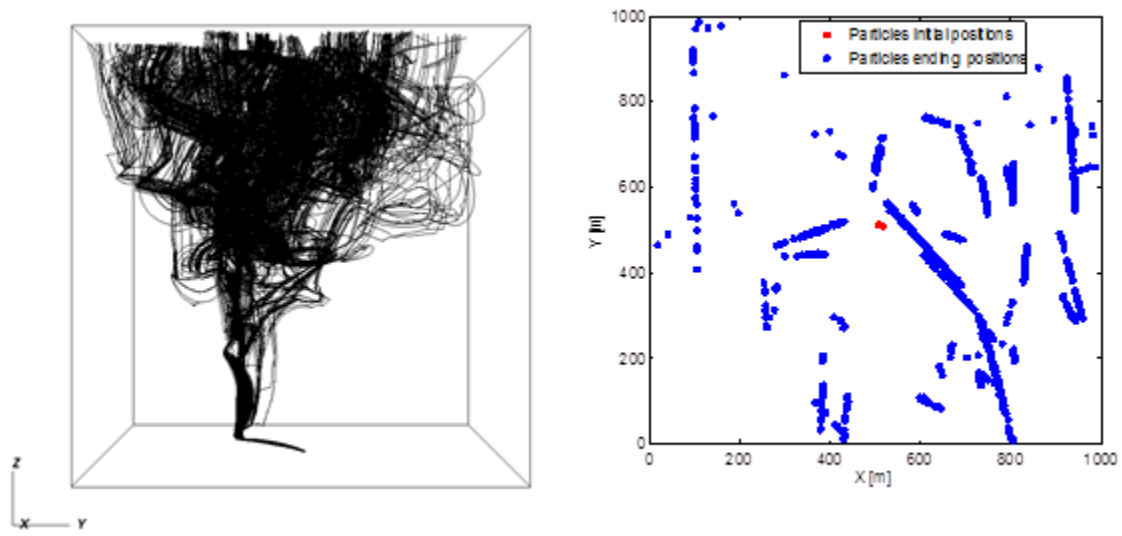 Z
X
Y
1000
800
600
400
200
0
Y [m]
Particles initial positions
Particles ending positions
0
200
400
600
800
1000
X [m]